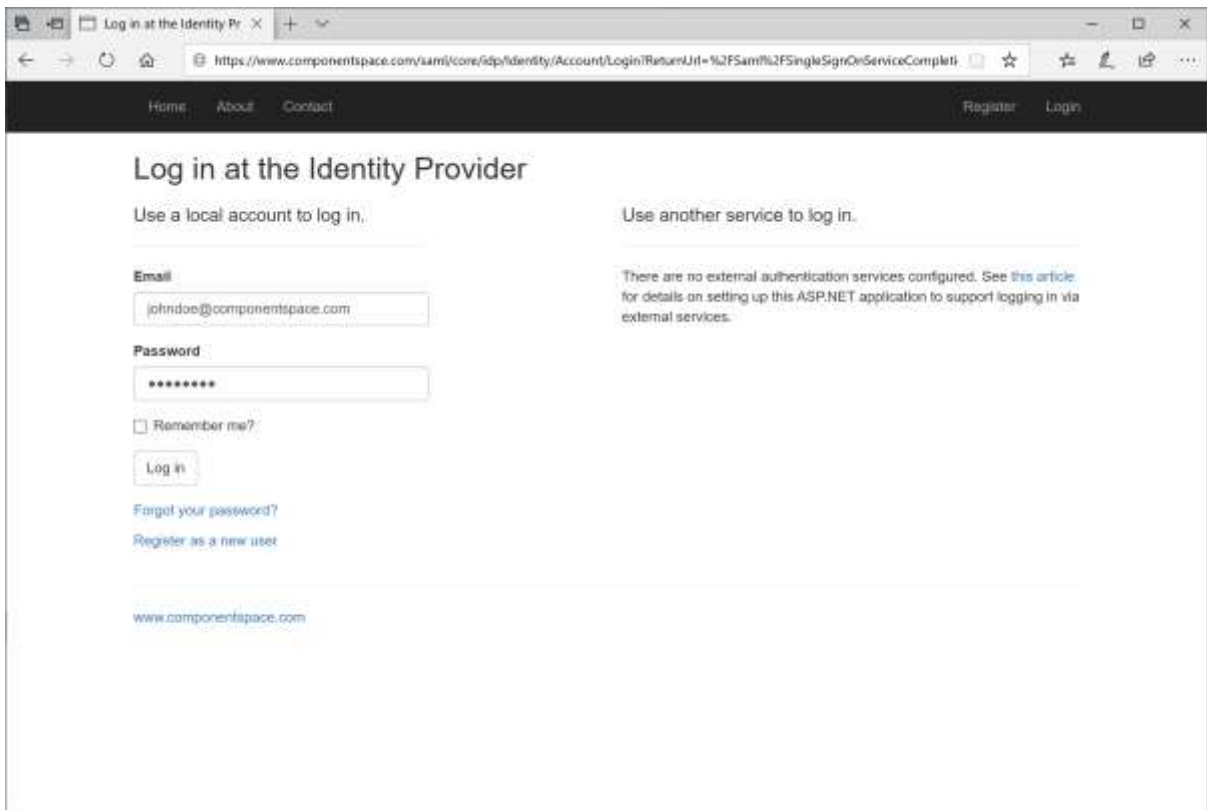 Log in at the Identity Pr
https://www.componentspace.com/saml/core/idp/Identity/Account/Login?ReturnUrl=%2FSaml%2FSingleSignOnServiceCompleti
Home About Contact Register Login
Log in at the Identity Provider
Use a local account to log in.
Email
johndoe@componentspace.com
Password
••••••••
Remember me?
Log in
Forgot your password?
Register as a new user
Use another service to log in.
There are no external authentication services configured. See this article
for details on setting up this ASP.NET application to support logging in via
external services.
www.componentspace.com